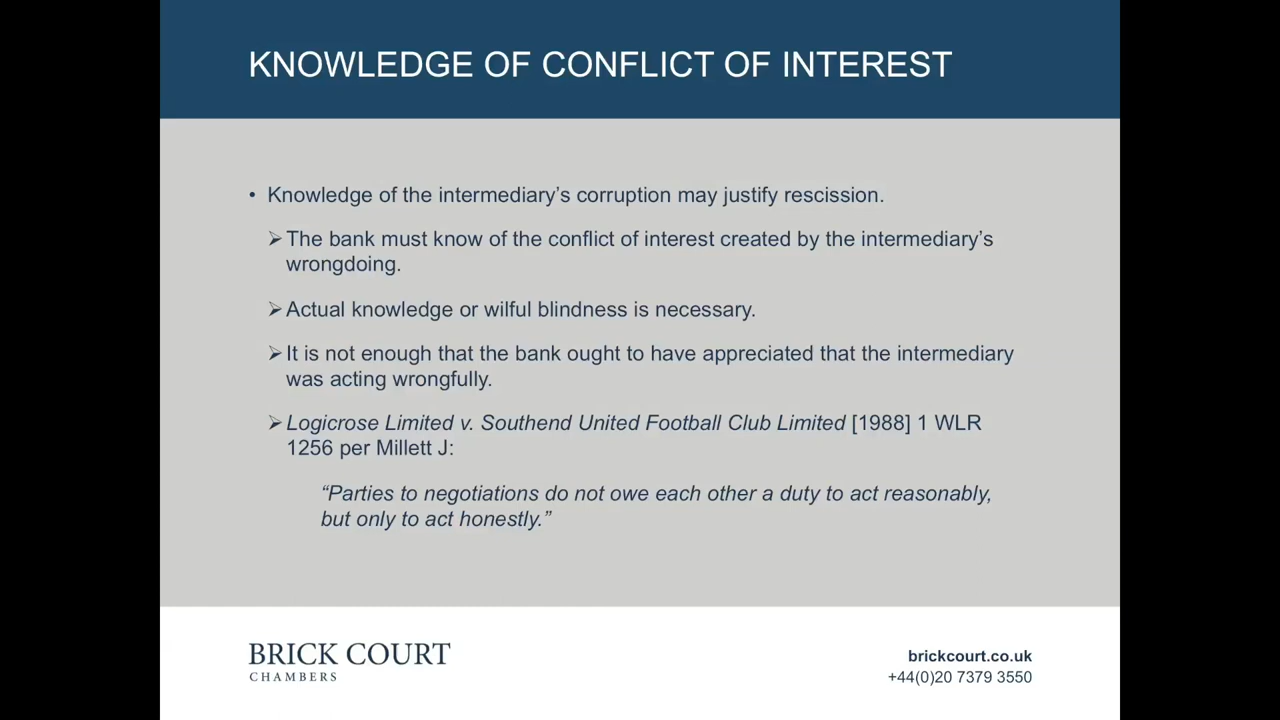 KNOWLEDGE OF CONFLICT OF INTEREST
• Knowledge of the intermediary’s corruption may justify rescission.
➢ The bank must know of the conflict of interest created by the intermediary’s
wrongdoing.
➢ Actual knowledge or wilful blindness is necessary.
➢ It is not enough that the bank ought to have appreciated that the intermediary
was acting wrongfully.
➢ Logicrose Limited v. Southend United Football Club Limited [1988] 1 WLR
1256 per Millett J:
“Parties to negotiations do not owe each other a duty to act reasonably,
but only to act honestly.”
BRICK COURT
CHAMBERS
brickcourt.co.uk
+44(0)20 7379 3550